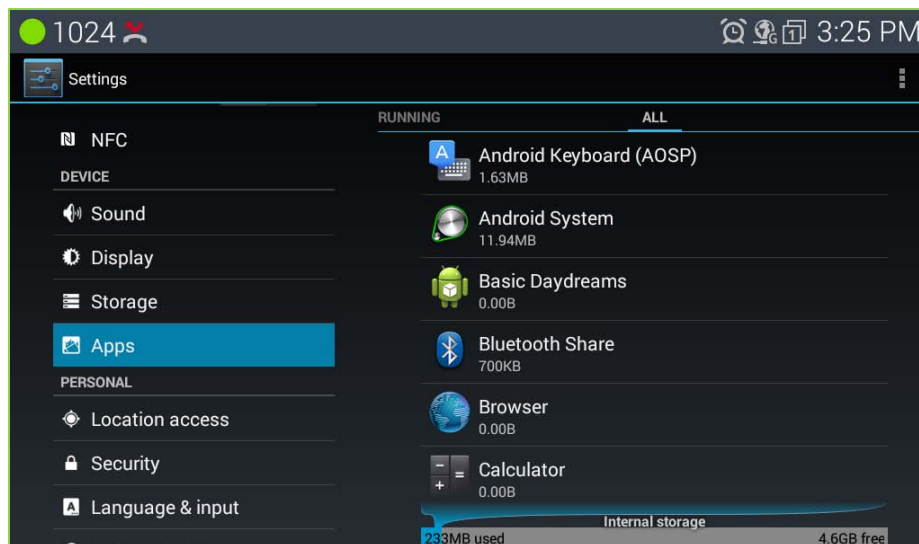 1024
3:25 PM
Settings
NFC
DEVICE
Sound
Display
Storage
Apps
PERSONAL
Location access
Security
Language & input
RUNNING
ALL
Android Keyboard (AOSP)
1.63MB
Android System
11.94MB
Basic Daydreams
0.00B
Bluetooth Share
700KB
Browser
0.00B
Calculator
0.00B
Internal storage
233MB used
4.6GB free